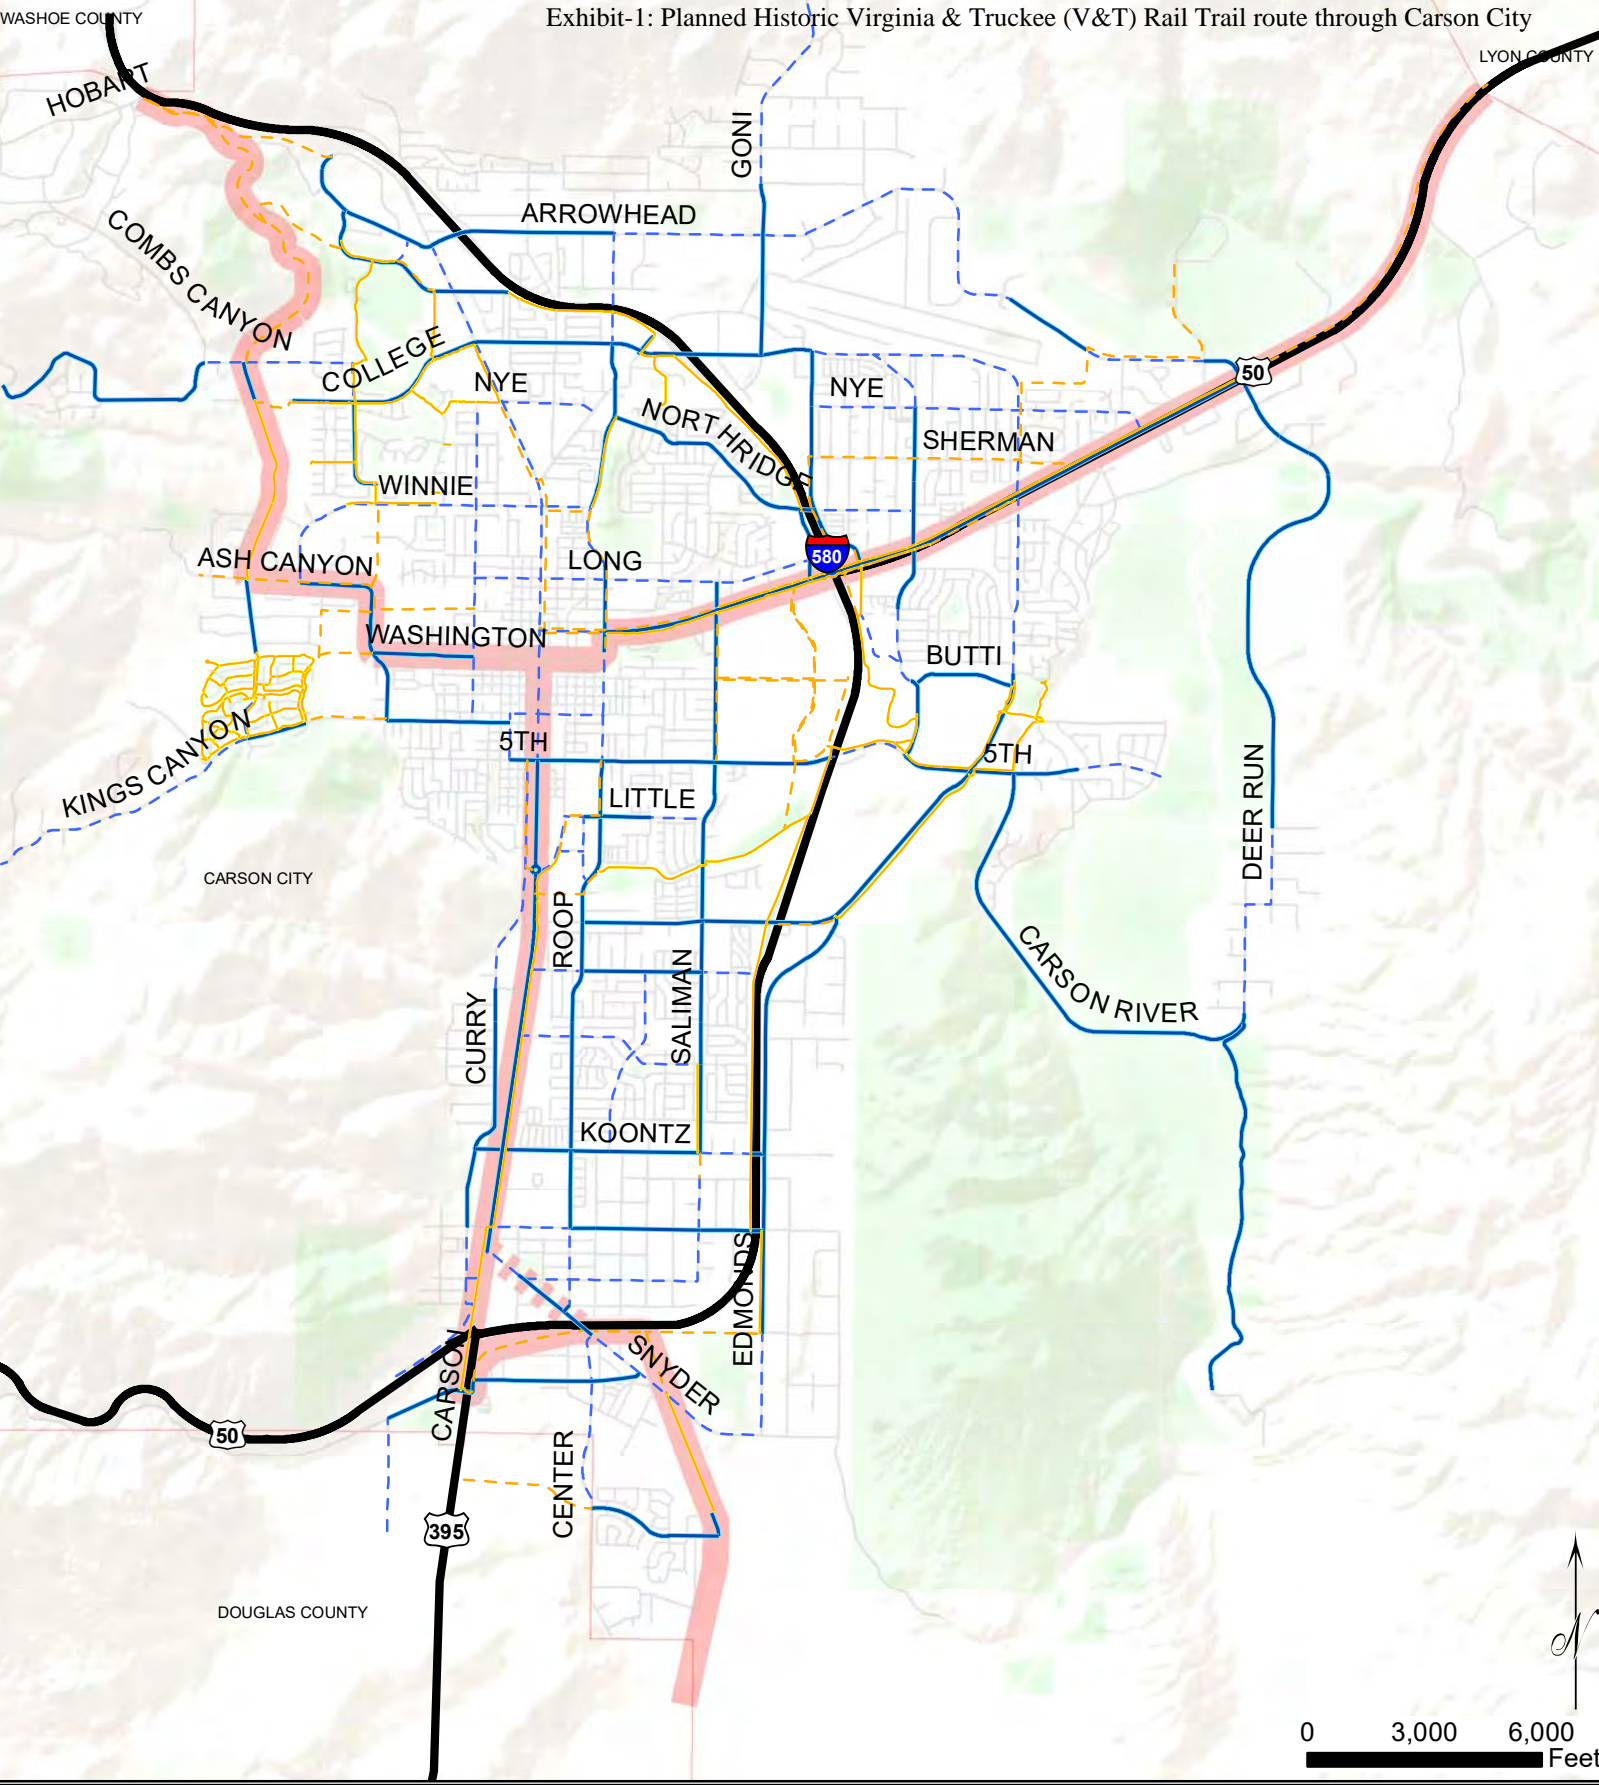 WASHOE COUNTY
Exhibit-1: Planned Historic Virginia & Truckee (V&T) Rail Trail route through Carson City
LYON COUNTY
HOBART
GONI
ARROWHEAD
COMBS CANYON
COLLEGE
NYE
NYE
50
NORTHRIDGE
SHERMAN
WINNIE
ASH CANYON
LONG
580
WASHINGTON
BUTTI
KINGS CANYON
5TH
5TH
DEER RUN
LITTLE
CARSON CITY
ROOP
CARSON RIVER
SALIMAN
CURRY
KOONTZ
EDMONDS
SNYDER
CARSON
50
CENTER
395
DOUGLAS COUNTY
N
0 3,000 6,000
Feet